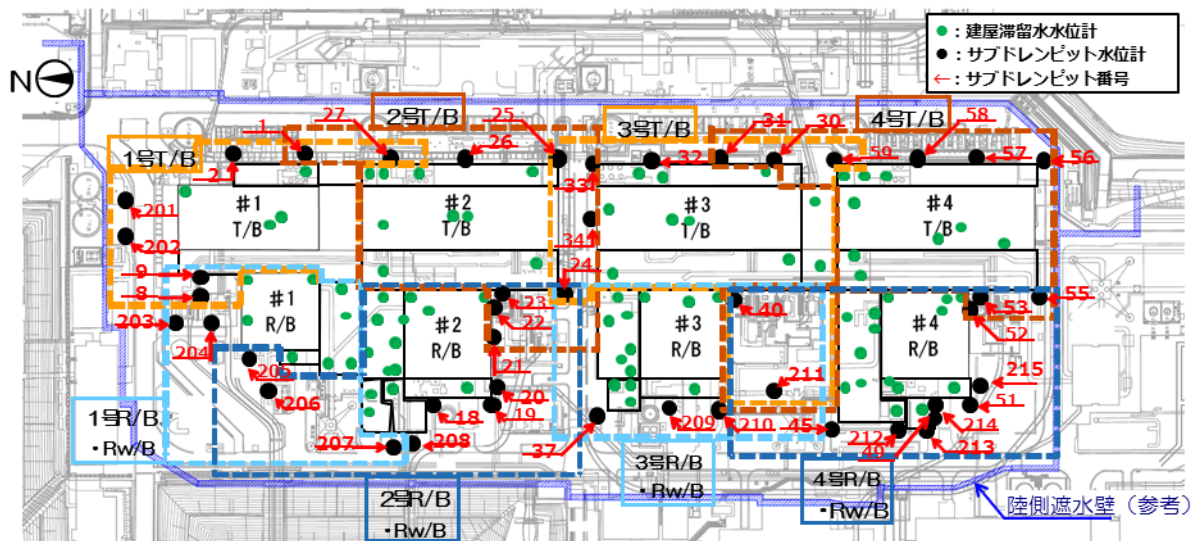 ●：建屋滞留水水位計
●：サブドレンピット水位計
←：サブドレンピット番号
N
1号T/B
2号T/B
3号T/B
4号T/B
1
27
25
26
31
30
58
2
32
59
57
56
33
201
202
34
#1
T/B
#2
T/B
#3
T/B
#4
T/B
9
8
24
23
22
40
53
55
52
#1
R/B
#2
R/B
#3
R/B
#4
R/B
203
204
21
205
206
20
211
215
51
18
19
207
208
37
209
210
45
212
49
214
213
1号R/B
・Rw/B
2号R/B
・Rw/B
3号R/B
・Rw/B
4号R/B
・Rw/B
陸側遮水壁（参考）